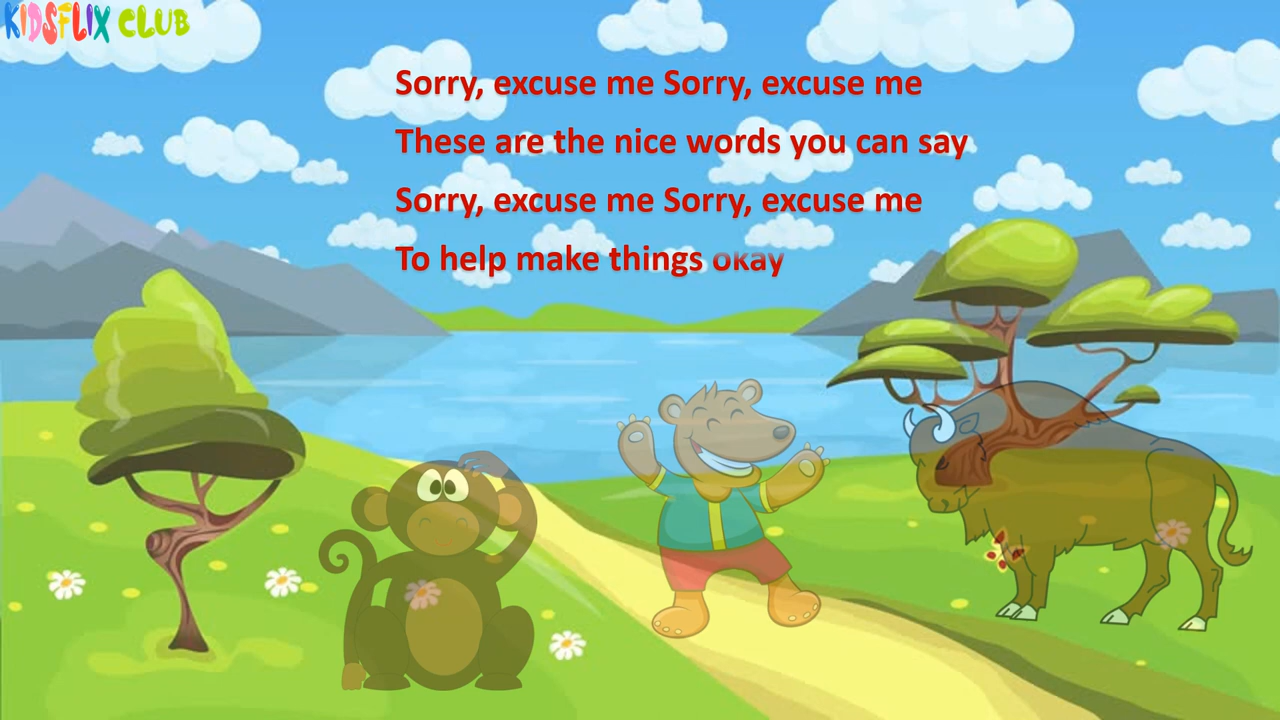 KIDSFLIX CLUB
Sorry, excuse me Sorry, excuse me
These are the nice words you can say
Sorry, excuse me Sorry, excuse me
To help make things okay